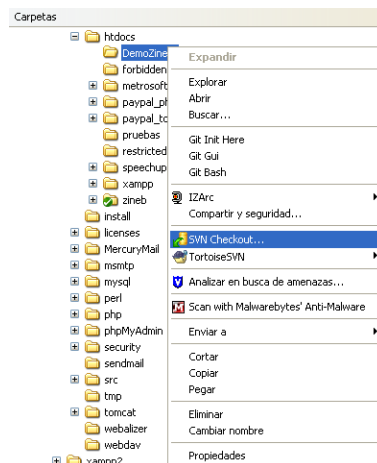 Carpetas
htdocs
DemoZine
forbidden
metrosoft
paypal_ph
paypal_to
pruebas
restricted
speechup
xampp
zineb
install
licenses
MercuryMail
msmtp
mysql
perl
php
phpMyAdmin
security
sendmail
src
tmp
tomcat
webalizer
webdav
xampp2
Expandir
Explorar
Abrir
Buscar...
Git Init Here
Git Gui
Git Bash
IZArc
Compartir y seguridad...
SVN Checkout...
TortoiseSVN
Analizar en busca de amenazas...
Scan with Malwarebytes' Anti-Malware
Enviar a
Cortar
Copiar
Pegar
Eliminar
Cambiar nombre
Propiedades